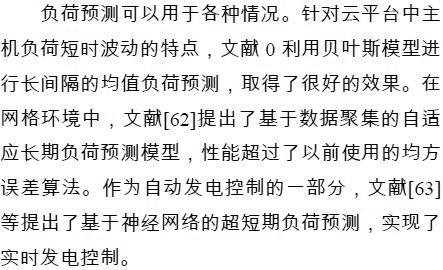 负荷预测可以用于各种情况。针对云平台中主
机负荷短时波动的特点，文献 0 利用贝叶斯模型进
行长间隔的均值负荷预测，取得了很好的效果。在
网格环境中，文献[62]提出了基于数据聚集的自适
应长期负荷预测模型，性能超过了以前使用的均方
误差算法。作为自动发电控制的一部分，文献[63]
等提出了基于神经网络的超短期负荷预测，实现了
实时发电控制。